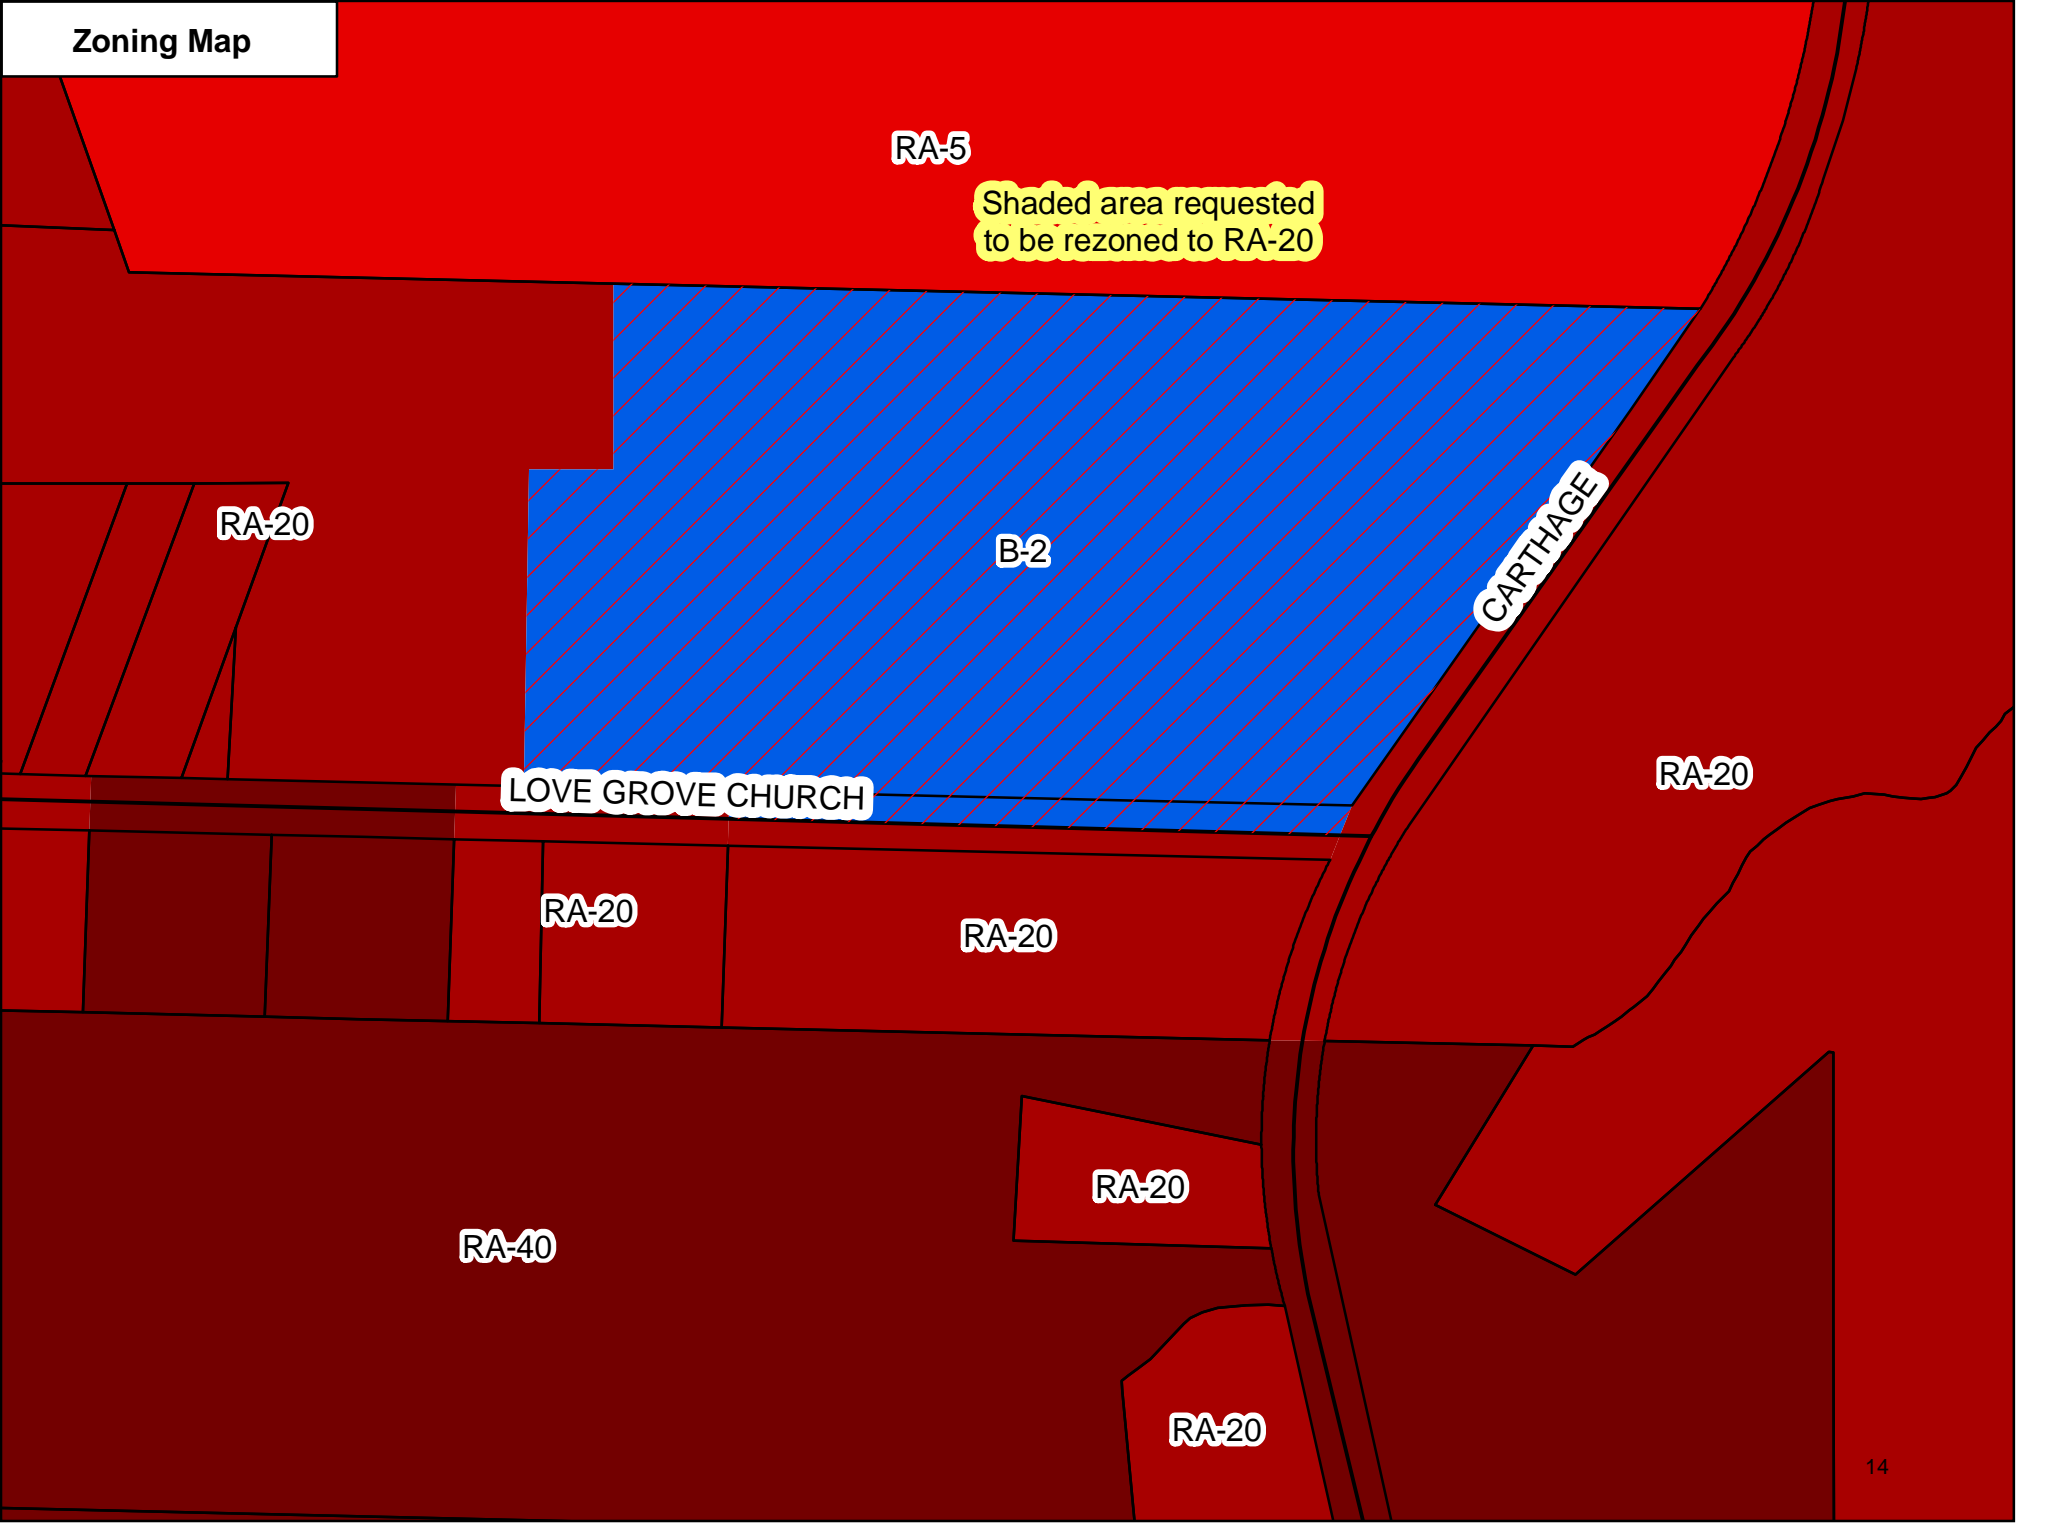 Zoning Map
RA-5
Shaded area requested
to be rezoned to RA-20
RA-20
B-2
CARTHAGE
RA-20
LOVE GROVE CHURCH
RA-20
RA-20
RA-20
RA-40
RA-20
14